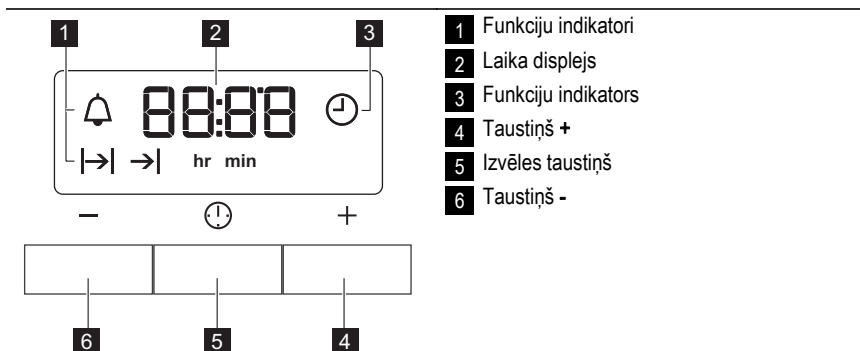 1 2 3
88:88
hr min
− +
6 5 4
1 Funkciju indikatori
2 Laika displejs
3 Funkciju indikators
4 Taustiņš +
5 Izvēles taustiņš
6 Taustiņš -